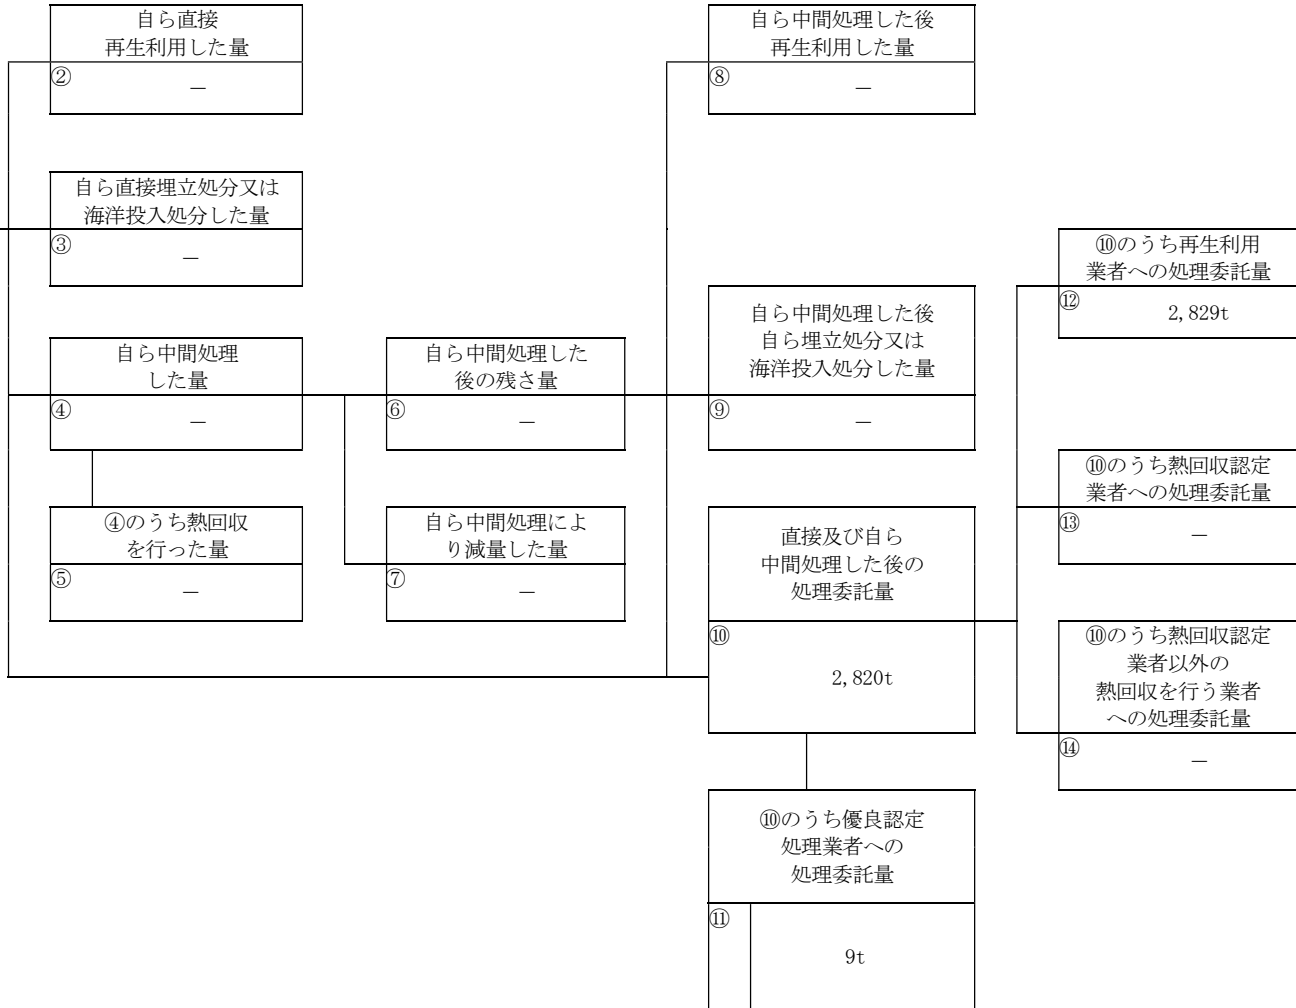 自ら直接
再生利用した量
②
－
自ら中間処理した後
再生利用した量
⑧
－
自ら直接埋立処分又は
海洋投入処分した量
③
－
⑩のうち再生利用
業者への処理委託量
⑫
2,829t
自ら中間処理した後
自ら埋立処分又は
海洋投入処分した量
⑨
－
自ら中間処理
した量
④
－
自ら中間処理した
後の残さ量
⑥
－
⑩のうち熱回収認定
業者への処理委託量
⑬
－
④のうち熱回収
を行った量
⑤
－
自ら中間処理によ
り減量した量
⑦
－
直接及び自ら
中間処理した後の
処理委託量
⑩
2,820t
⑩のうち熱回収認定
業者以外の
熱回収を行う業者
への処理委託量
⑭
－
⑩のうち優良認定
処理業者への
処理委託量
⑪
9t